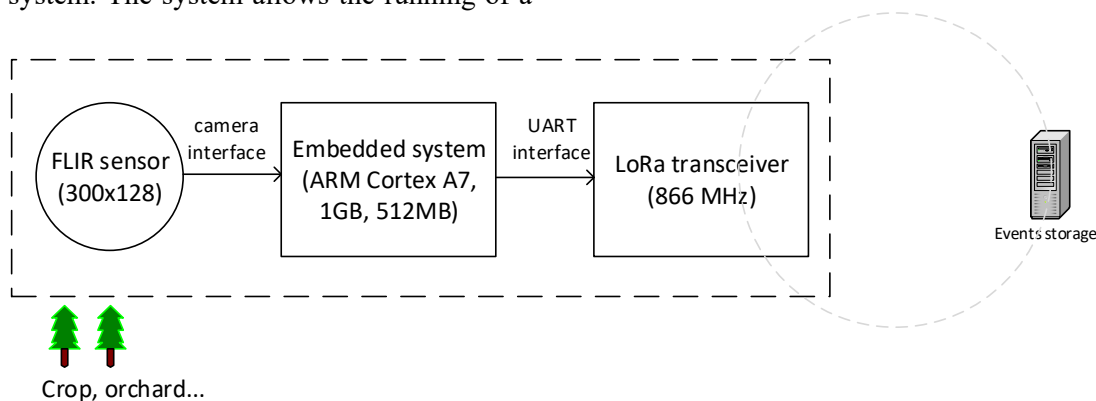 system. The system allows the running of a
camera
interface
UART
interface
FLIR sensor
(300x128)
Embedded system
(ARM Cortex A7,
1GB, 512MB)
LoRa transceiver
(866 MHz)
Events storage
Crop, orchard...